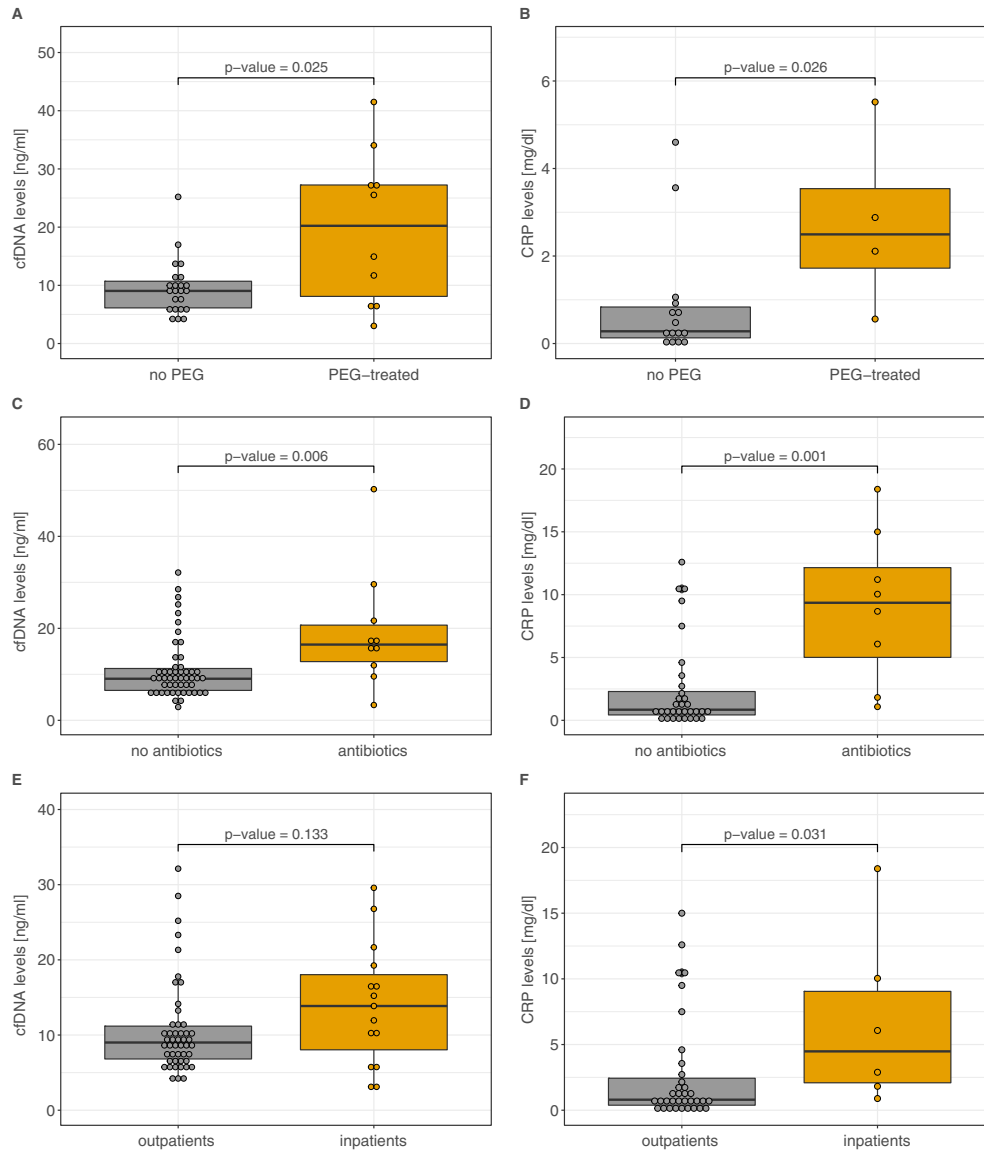 A
cfDNA levels [ng/ml]
50
40
30
20
10
0
p−value = 0.025
no PEG
PEG−treated
B
CRP levels [mg/dl]
6
4
2
0
p−value = 0.026
no PEG
PEG−treated
C
cfDNA levels [ng/ml]
60
40
20
0
p−value = 0.006
no antibiotics
antibiotics
D
CRP levels [mg/dl]
20
15
10
5
0
p−value = 0.001
no antibiotics
antibiotics
E
cfDNA levels [ng/ml]
40
30
20
10
0
p−value = 0.133
outpatients
inpatients
F
CRP levels [mg/dl]
20
15
10
5
0
p−value = 0.031
outpatients
inpatients